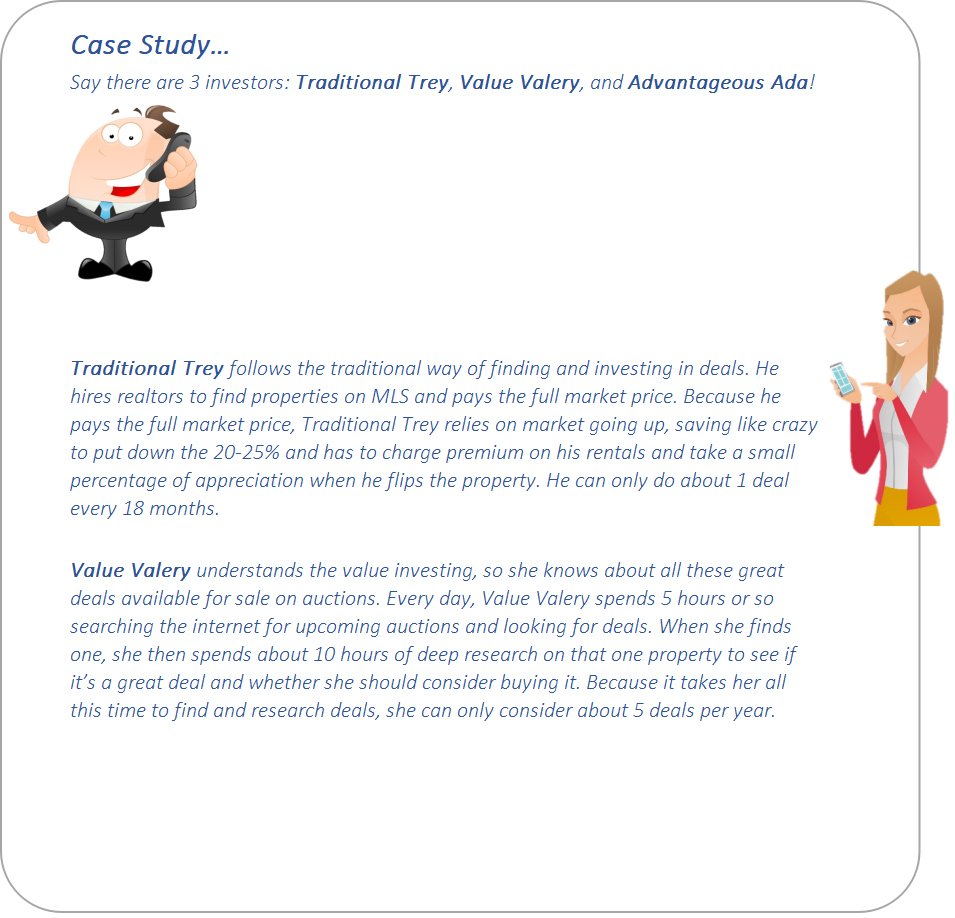 Case Study…
Say there are 3 investors: Traditional Trey, Value Valery, and Advantageous Ada!
Traditional Trey follows the traditional way of finding and investing in deals. He
hires realtors to find properties on MLS and pays the full market price. Because he
pays the full market price, Traditional Trey relies on market going up, saving like crazy
to put down the 20-25% and has to charge premium on his rentals and take a small
percentage of appreciation when he flips the property. He can only do about 1 deal
every 18 months.
Value Valery understands the value investing, so she knows about all these great
deals available for sale on auctions. Every day, Value Valery spends 5 hours or so
searching the internet for upcoming auctions and looking for deals. When she finds
one, she then spends about 10 hours of deep research on that one property to see if
it’s a great deal and whether she should consider buying it. Because it takes her all
this time to find and research deals, she can only consider about 5 deals per year.